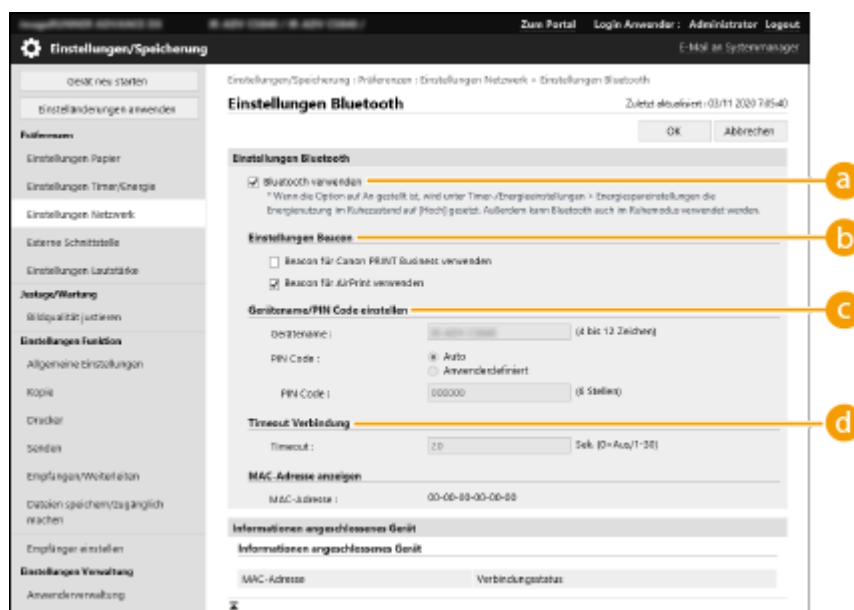 Zum Portal Login Anwender: Administrator Logout
Einstellungen/Speicherung
E-Mail an Systemmanager
Gerät neu starten
Einstelländerungen anwenden
Präferenzen
Einstellungen Papier
Einstellungen Timer/Energie
Einstellungen Netzwerk
Externe Schnittstelle
Einstellungen Lautstärke
Justage/Wartung
Bildqualität justieren
Einstellungen Funktion
Allgemeine Einstellungen
Kopie
Drucker
Senden
Empfangen/Weiterleiten
Dateien speichern/zugänglich
machen
Empfänger einstellen
Einstellungen Verwaltung
Anwenderverwaltung
Einstellungen/Speicherung : Präferenzen : Einstellungen Netzwerk > Einstellungen Bluetooth
Einstellungen Bluetooth
Zuletzt aktualisiert : 03/11 2020 7:05:40
OK
Abbrechen
Einstellungen Bluetooth
Bluetooth verwenden
a
* Wenn die Option auf An gestellt ist, wird unter Timer-/Energieeinstellungen > Energiespareinstellungen die
Energienutzung im Ruhezustand auf [Hoch] gesetzt. Außerdem kann Bluetooth auch im Ruhemodus verwendet werden.
Einstellungen Beacon
b
Beacon für Canon PRINT Business verwenden
Beacon für AirPrint verwenden
Gerätename/PIN Code einstellen
c
Gerätename :
(4 bis 12 Zeichen)
PIN Code :
Auto
Anwenderdefiniert
PIN Code :
000000
(6 Stellen)
Timeout Verbindung
d
Timeout :
20
Sek. (0=Aus/1-30)
MAC-Adresse anzeigen
MAC-Adresse :
00-00-00-00-00-00
Informationen angeschlossenes Gerät
Informationen angeschlossenes Gerät
MAC-Adresse
Verbindungsstatus